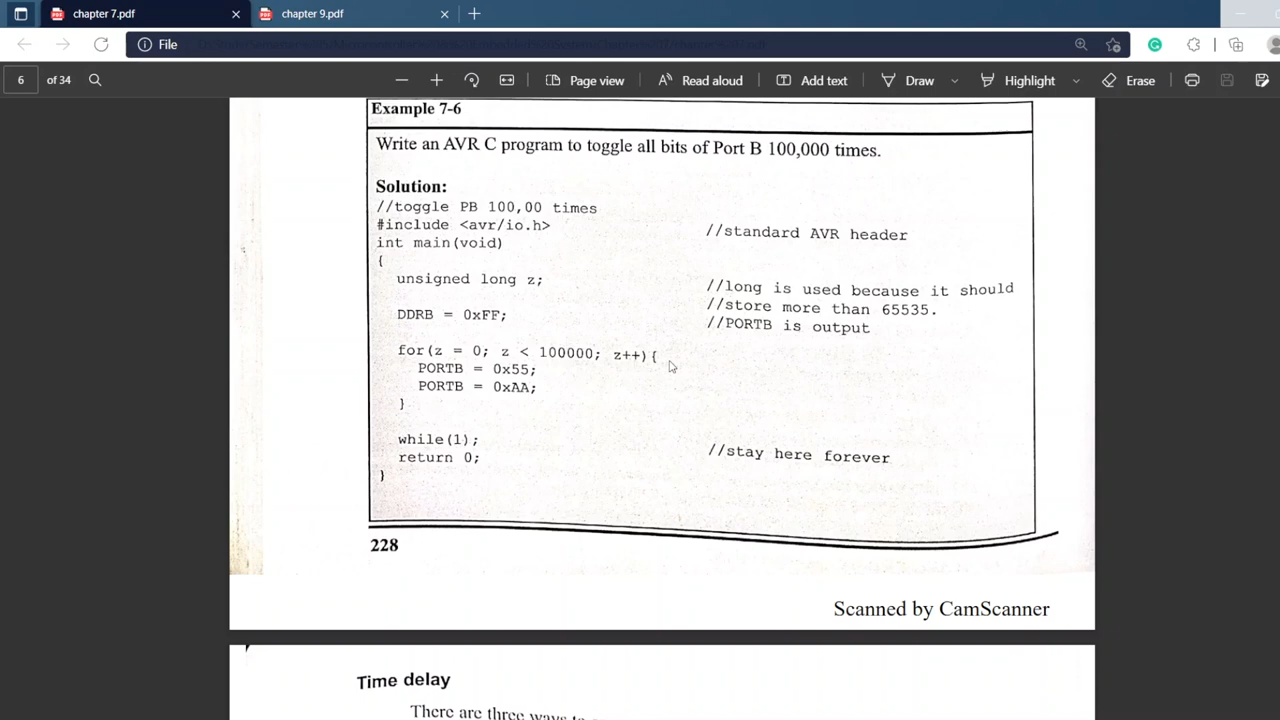 chapter 7.pdf
chapter 9.pdf
File
6 of 34
Page view
Read aloud
Add text
Draw
Highlight
Erase
Example 7-6
Write an AVR C program to toggle all bits of Port B 100,000 times.
Solution:
//toggle PB 100,00 times
#include <avr/io.h> //standard AVR header
int main(void)
{
unsigned long z; //long is used because it should
//store more than 65535.
DDRB = 0xFF; //PORTB is output
for(z = 0; z < 100000; z++){
PORTB = 0x55;
PORTB = 0xAA;
}
while(1); //stay here forever
return 0;
}
228
Scanned by CamScanner
Time delay
There are three ways to